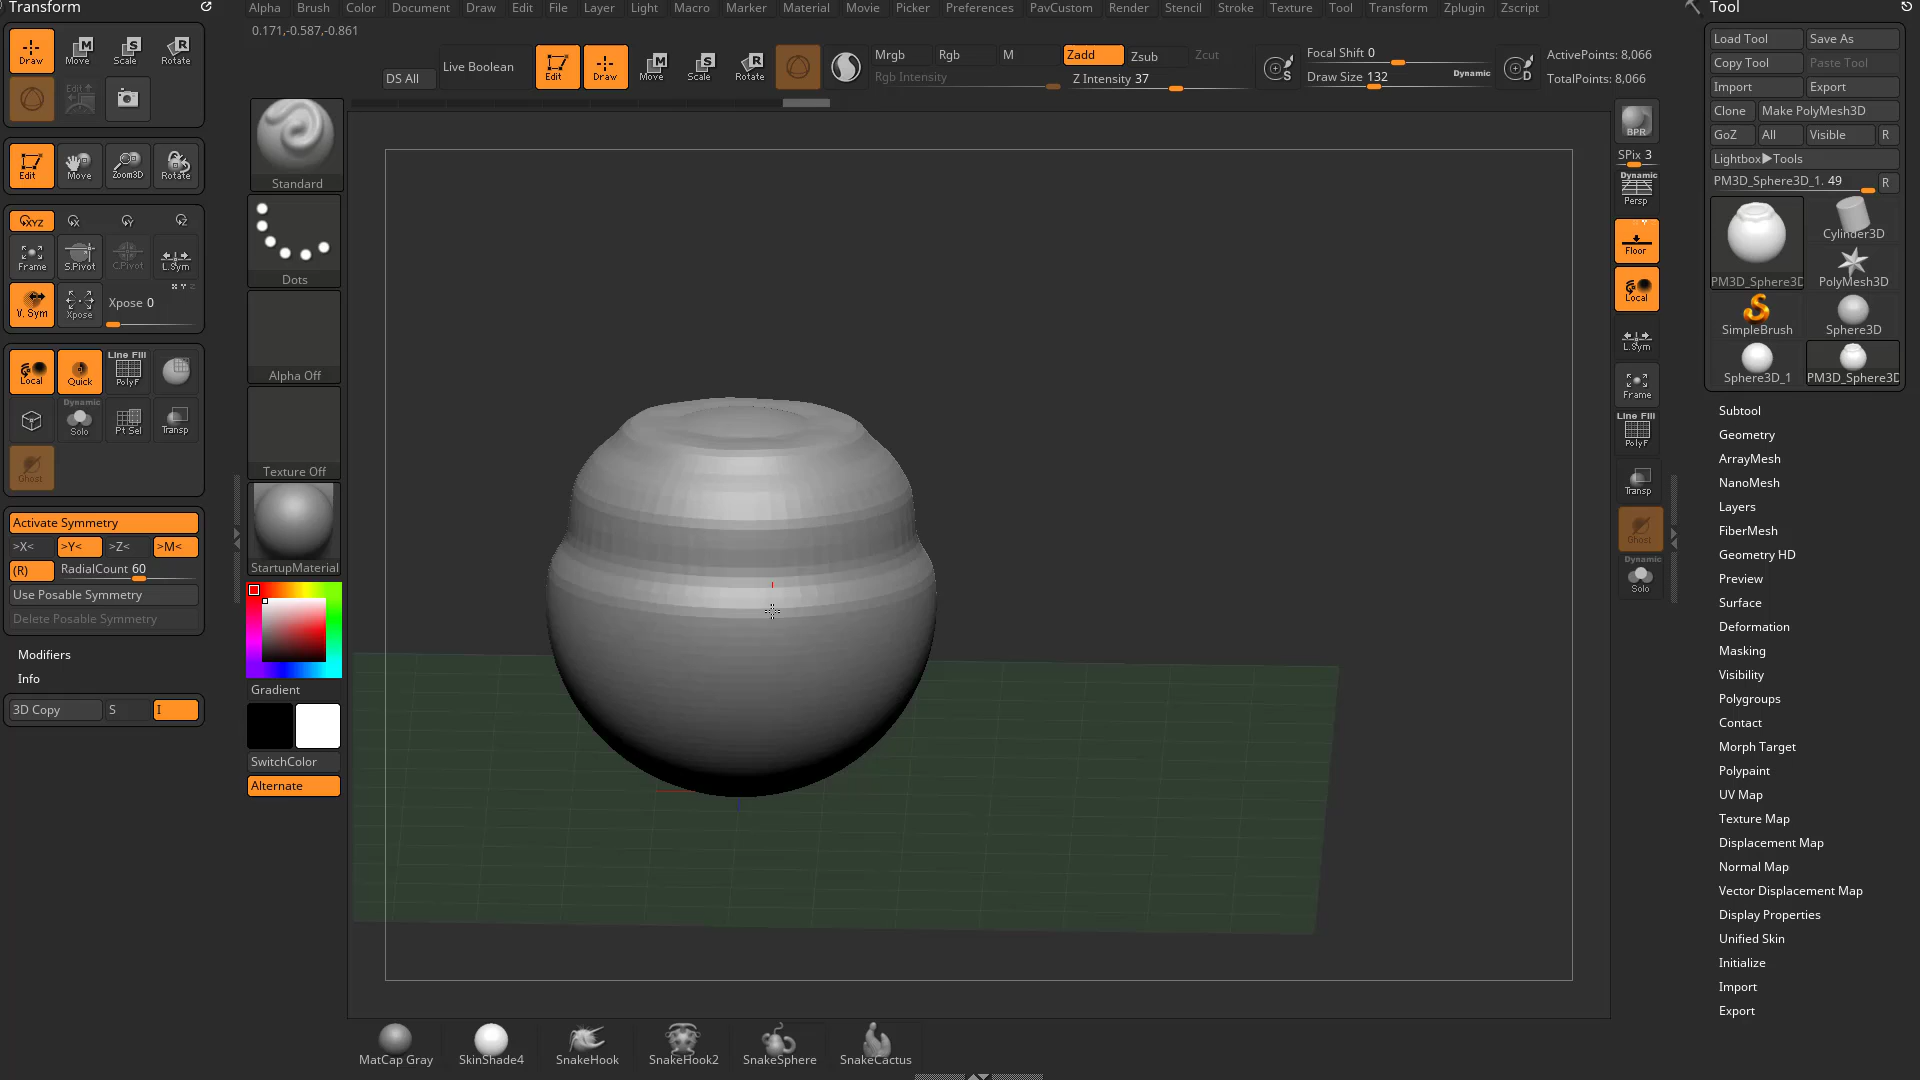 Transform
Alpha Brush Color Document Draw Edit File Layer Light Macro Marker Material Movie Picker Preferences PavCustom Render Stencil Stroke Texture Tool Transform Zplugin Zscript
Tool
0.171,-0.587,-0.861
Draw Move Scale Rotate
Edit
DS All Live Boolean Edit Draw Move Scale Rotate
Mrgb Rgb M Zadd Zsub Zcut
Rgb Intensity Z Intensity 37
Focal Shift 0
Draw Size 132 Dynamic
S D
ActivePoints: 8,066
TotalPoints: 8,066
Edit Move Zoom3D Rotate
XYZ X Y Z
Frame S.Pivot C.Pivot L.Sym
V. Sym Xpose Xpose 0
Local Quick Line Fill PolyF
Dynamic
Solo Pt Sel Transp
Ghost
Activate Symmetry
>X< >Y< >Z< >M<
(R) RadialCount 60
Use Posable Symmetry
Delete Posable Symmetry
Modifiers
Info
3D Copy S I
Standard
Dots
Alpha Off
Texture Off
StartupMaterial
Gradient
SwitchColor
Alternate
BPR
SPix 3
Dynamic
Persp
Floor
Local
L.Sym
Frame
Line Fill
PolyF
Transp
Ghost
Dynamic
Solo
Load Tool Save As
Copy Tool Paste Tool
Import Export
Clone Make PolyMesh3D
GoZ All Visible R
Lightbox▶Tools
PM3D_Sphere3D_1. 49 R
PM3D_Sphere3D Cylinder3D
PolyMesh3D
SimpleBrush Sphere3D
Sphere3D_1 PM3D_Sphere3D
Subtool
Geometry
ArrayMesh
NanoMesh
Layers
FiberMesh
Geometry HD
Preview
Surface
Deformation
Masking
Visibility
Polygroups
Contact
Morph Target
Polypaint
UV Map
Texture Map
Displacement Map
Normal Map
Vector Displacement Map
Display Properties
Unified Skin
Initialize
Import
Export
MatCap Gray SkinShade4 SnakeHook SnakeHook2 SnakeSphere SnakeCactus